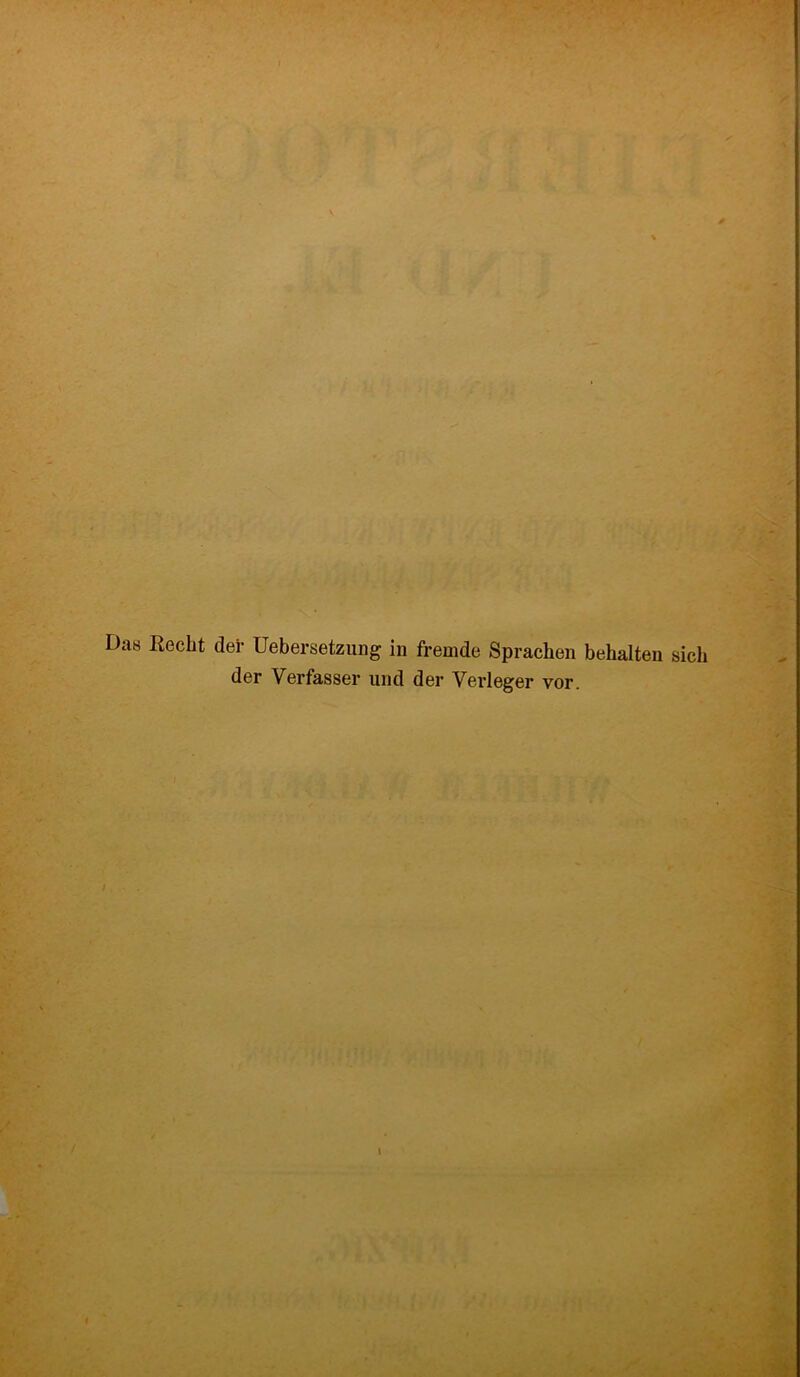 Das Recht der Uebersetzung in fremde Sprachen behalten sich
der Verfasser und der Verleger vor.